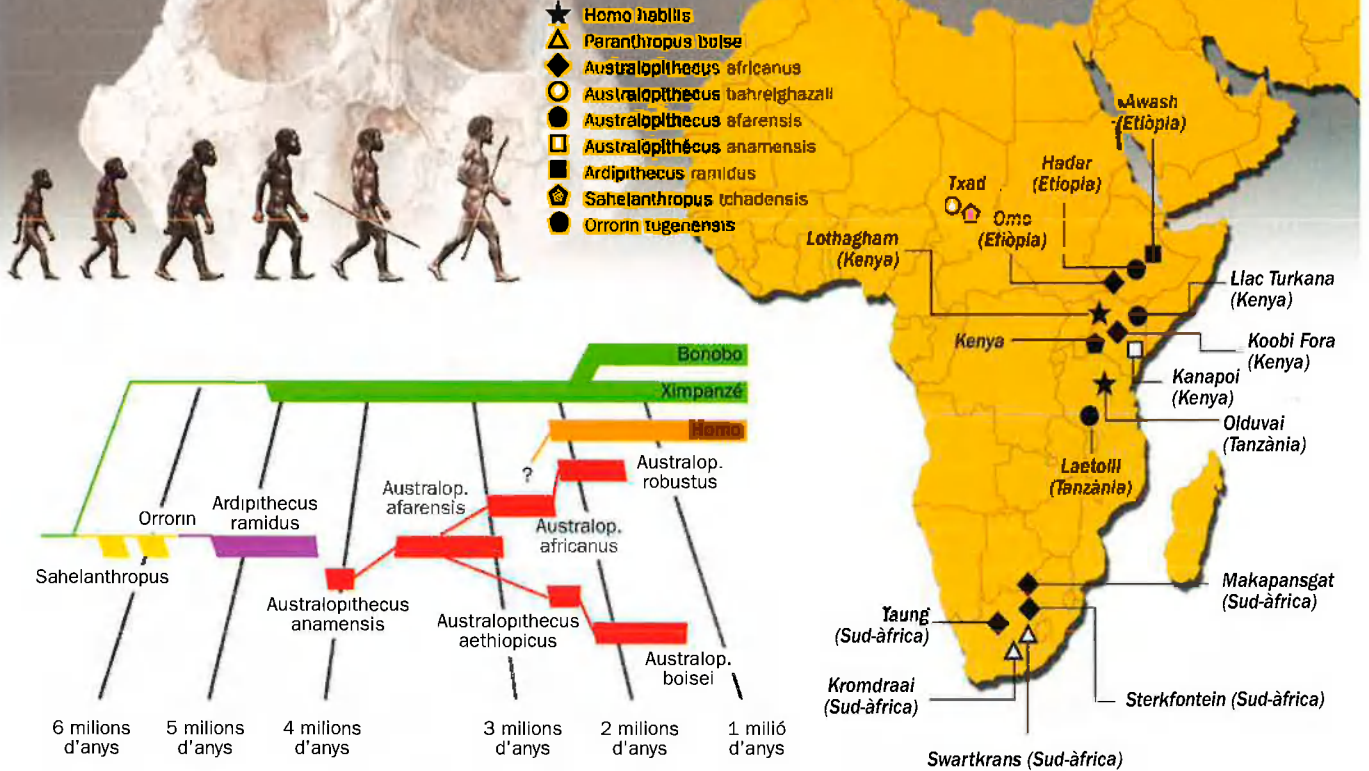 Homo habilis
Paranthropus boise
Australopithecus africanus
Australopithecus bahrelghazali
Australopithecus afarensis
Australopithecus anamensis
Ardipithecus ramidus
Sahelanthropus tchadensis
Orrorin tugenensis
Awash
(Etiòpia)
Hadar
(Etiopia)
Txad
Omo
(Etiòpia)
Lothagham
(Kenya)
Llac Turkana
(Kenya)
Kenya
Koobi Fora
(Kenya)
Kanapoi
(Kenya)
Olduvai
(Tanzània)
Laetolil
(Tanzània)
Makapansgat
(Sud-àfrica)
Taung
(Sud-àfrica)
Kromdraai
(Sud-àfrica)
Sterkfontein (Sud-àfrica)
Swartkrans (Sud-àfrica)
Bonobo
Ximpanzé
Homo
?
Australop.
robustus
Australop.
afarensis
Australop.
africanus
Ardipithecus
ramidus
Orrorin
Sahelanthropus
Australopithecus
anamensis
Australopithecus
aethiopicus
Australop.
boisei
6 milions
d'anys
5 milions
d'anys
4 milions
d'anys
3 milions
d'anys
2 milions
d'anys
1 milió
d'anys